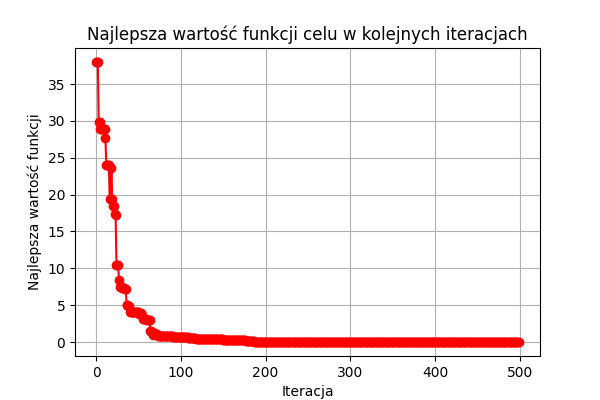 Najlepsza wartość funkcji celu w kolejnych iteracjach
Najlepsza wartość funkcji
35
30
25
20
15
10
5
0
0 100 200 300 400 500
Iteracja